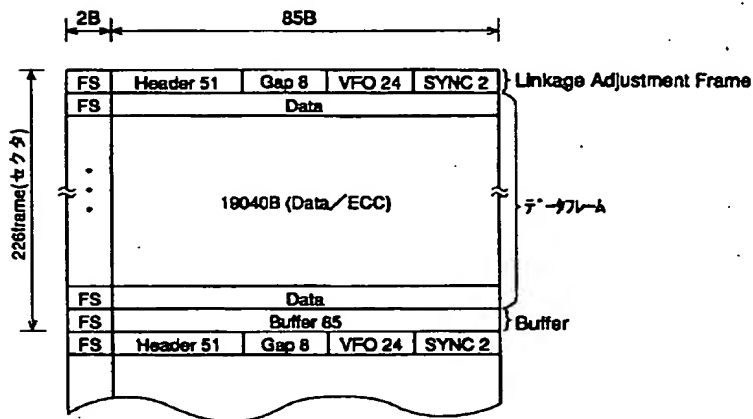 2B 85B
FS Header 51 Gap 8 VFO 24 SYNC 2 Linkage Adjustment Frame
FS Data
226frame(セクタ)
19040B (Data/ECC)
データフレーム
FS Data
FS Buffer 85 Buffer
FS Header 51 Gap 8 VFO 24 SYNC 2